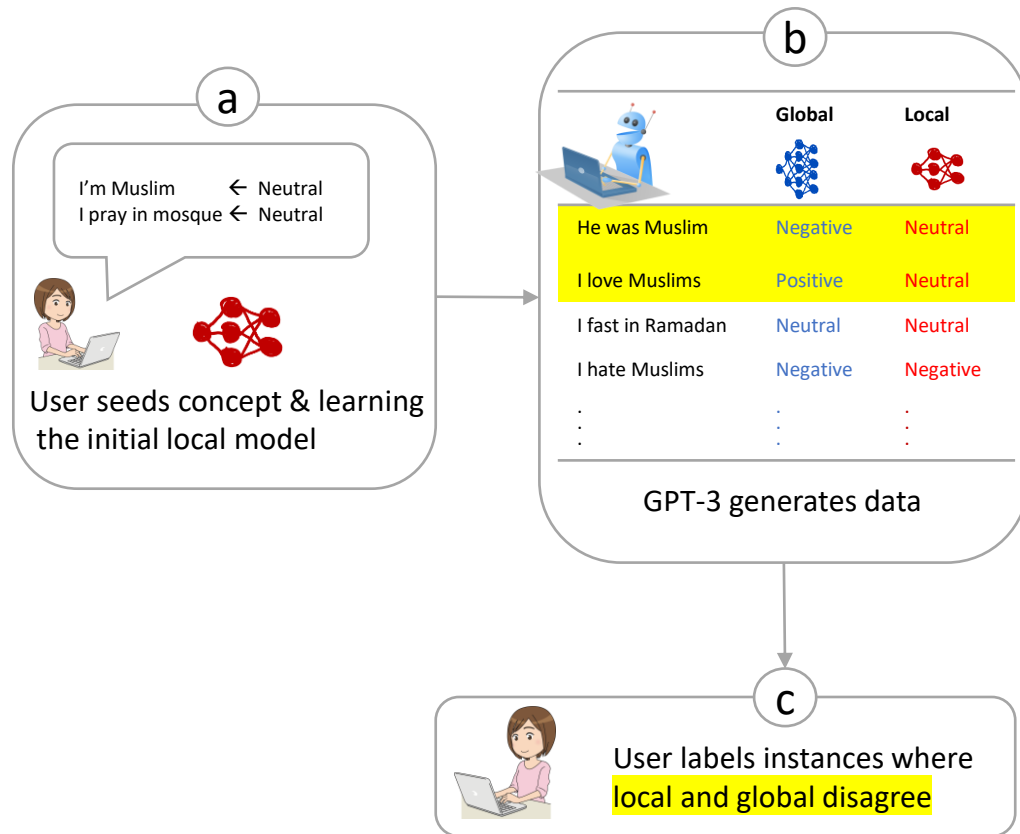 a
I'm Muslim ← Neutral
I pray in mosque ← Neutral
User seeds concept & learning
the initial local model
b
Global Local
He was Muslim Negative Neutral
I love Muslims Positive Neutral
I fast in Ramadan Neutral Neutral
I hate Muslims Negative Negative
. . .
. . .
. . .
GPT-3 generates data
c
User labels instances where
local and global disagree